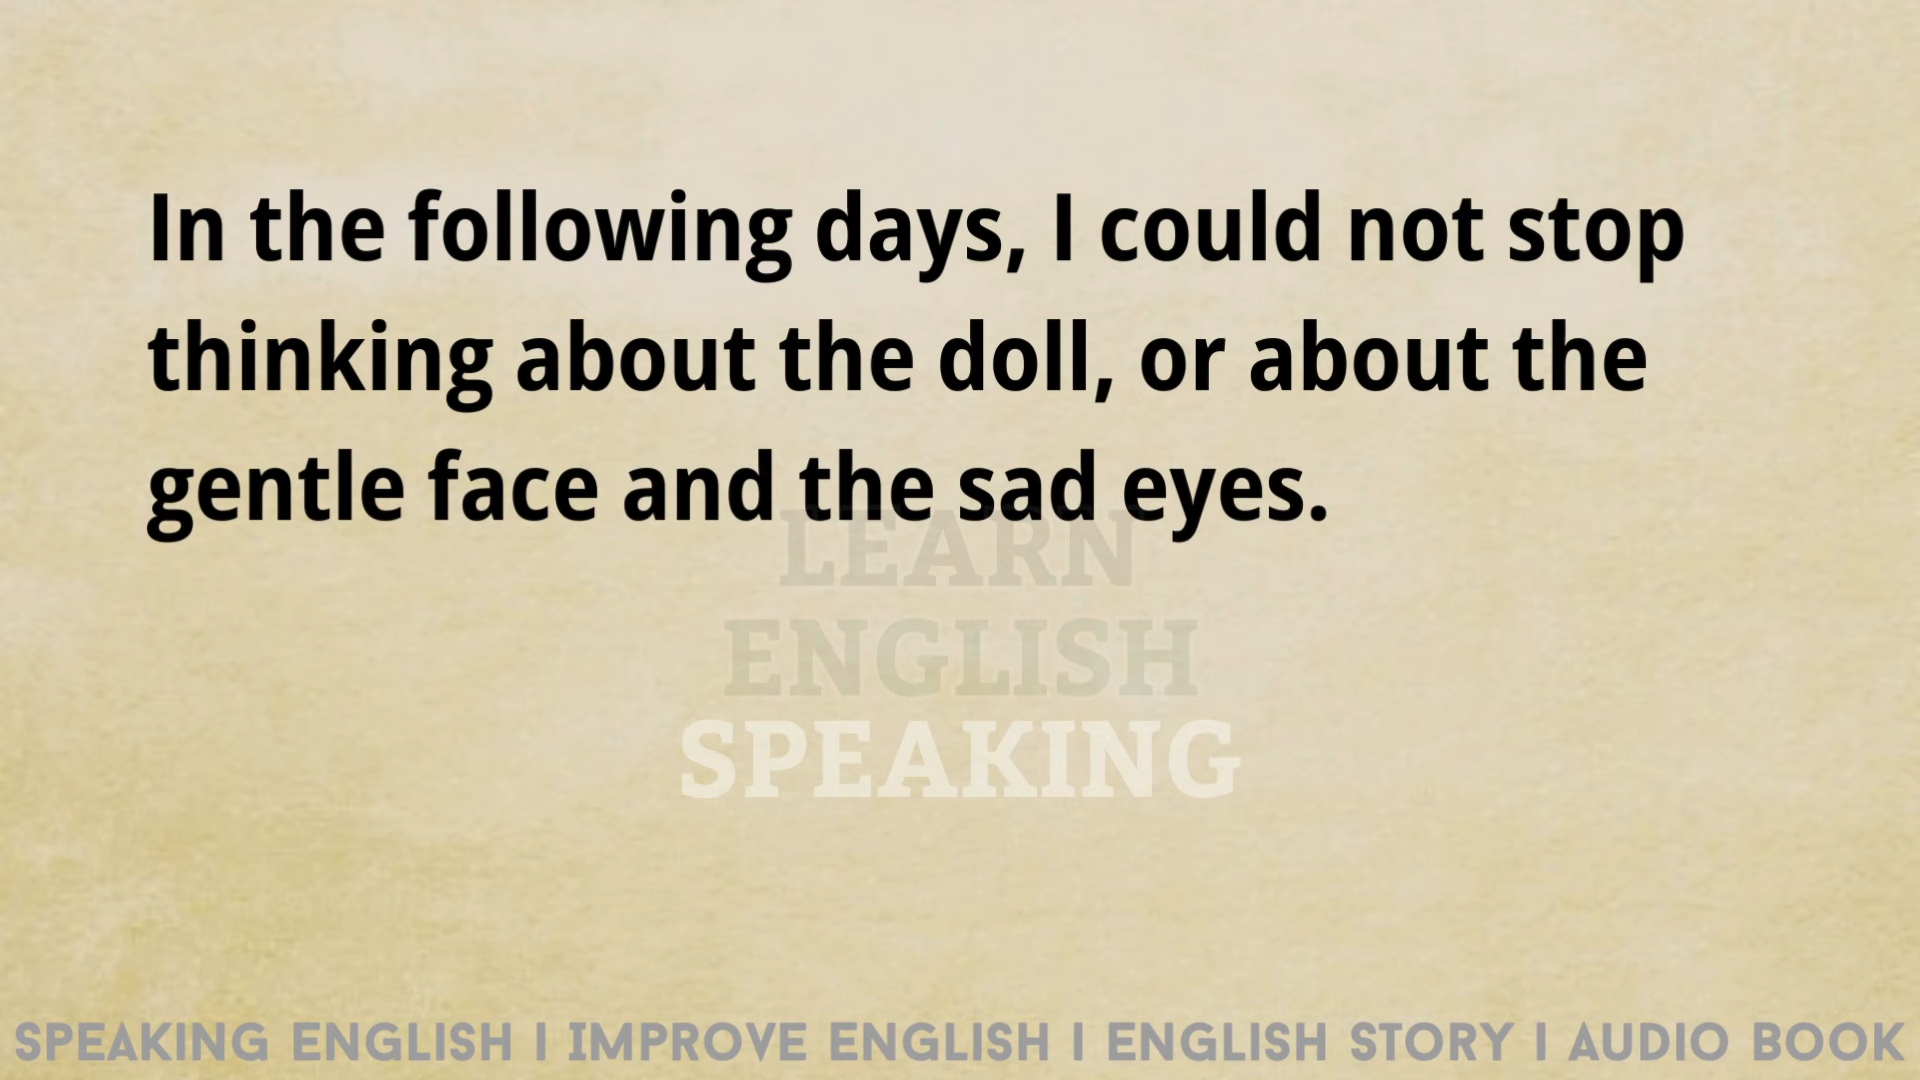 In the following days, I could not stop
thinking about the doll, or about the
gentle face and the sad eyes.
LEARN
ENGLISH
SPEAKING
SPEAKING ENGLISH I IMPROVE ENGLISH I ENGLISH STORY I AUDIO BOOK